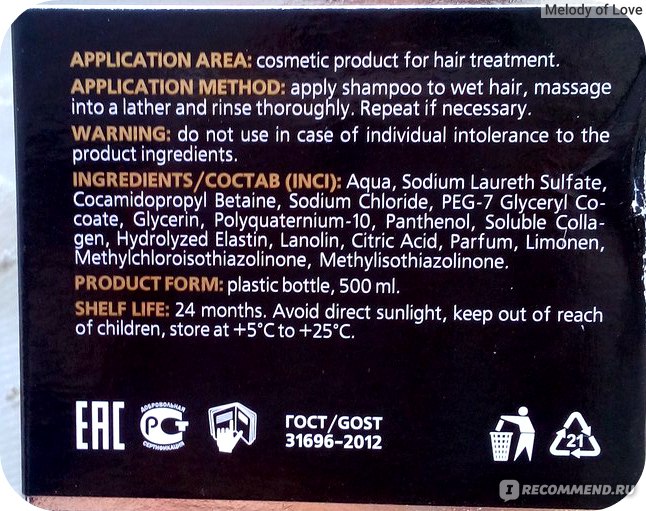 Melody of Love
APPLICATION AREA: cosmetic product for hair treatment.
APPLICATION METHOD: apply shampoo to wet hair, massage
into a lather and rinse thoroughly. Repeat if necessary.
WARNING: do not use in case of individual intolerance to the
product ingredients.
INGREDIENTS/СОСТАВ (INCI): Aqua, Sodium Laureth Sulfate,
Cocamidopropyl Betaine, Sodium Chloride, PEG-7 Glyceryl Co-
coate, Glycerin, Polyquaternium-10, Panthenol, Soluble Colla-
gen, Hydrolyzed Elastin, Lanolin, Citric Acid, Parfum, Limonen,
Methylchloroisothiazolinone, Methylisothiazolinone.
PRODUCT FORM: plastic bottle, 500 ml.
SHELF LIFE: 24 months. Avoid direct sunlight, keep out of reach
of children, store at +5°C to +25°C.
ЕАС
ДОБРОВОЛЬНАЯ
РСТ
СЕРТИФИКАЦИЯ
ГОСТ/GOST
31696-2012
21
I RECOMMEND.RU